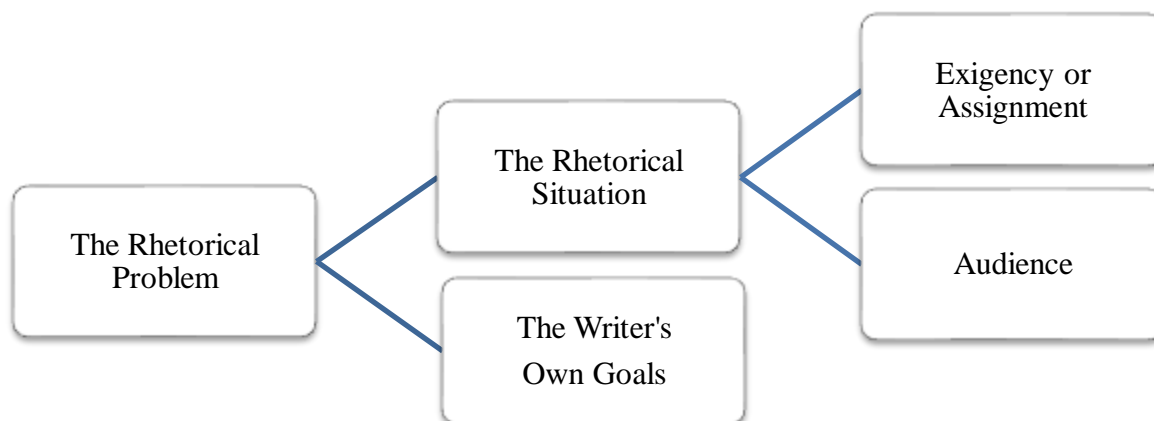 The Rhetorical
Problem
The Rhetorical
Situation
The Writer's
Own Goals
Exigency or
Assignment
Audience